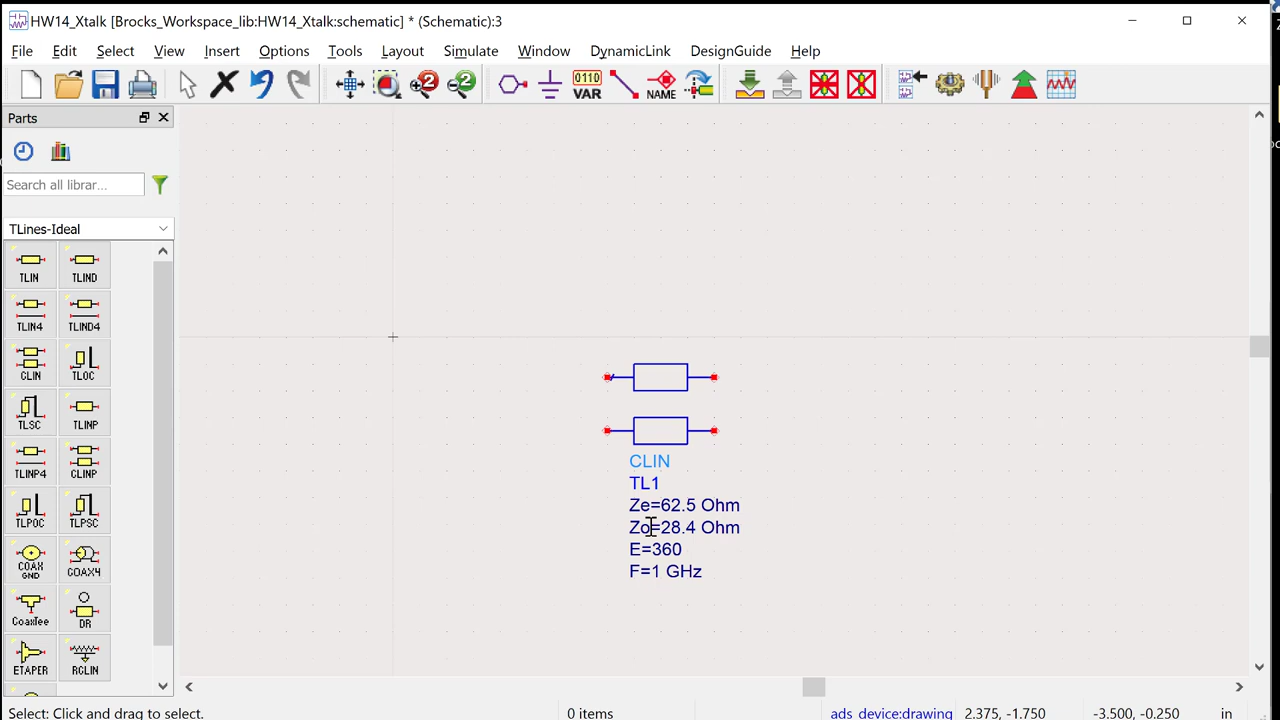 HW14_Xtalk [Brocks_Workspace_lib:HW14_Xtalk:schematic] * (Schematic):3
File Edit Select View Insert Options Tools Layout Simulate Window DynamicLink DesignGuide Help
2 2 0110 VAR NAME
Parts
Search all librar...
TLines-Ideal
TLIN TLIND
TLIN4 TLIND4
CLIN TLOC
TLSC TLINP
TLINP4 CLINP
TLPOC TLPSC
COAX GND COAX4
CoaxTee DR
ETAPER RCLIN
CLIN
TL1
Ze=62.5 Ohm
Zo=28.4 Ohm
E=360
F=1 GHz
Select: Click and drag to select. 0 items ads_device:drawing 2.375, -1.750 -3.500, -0.250 in